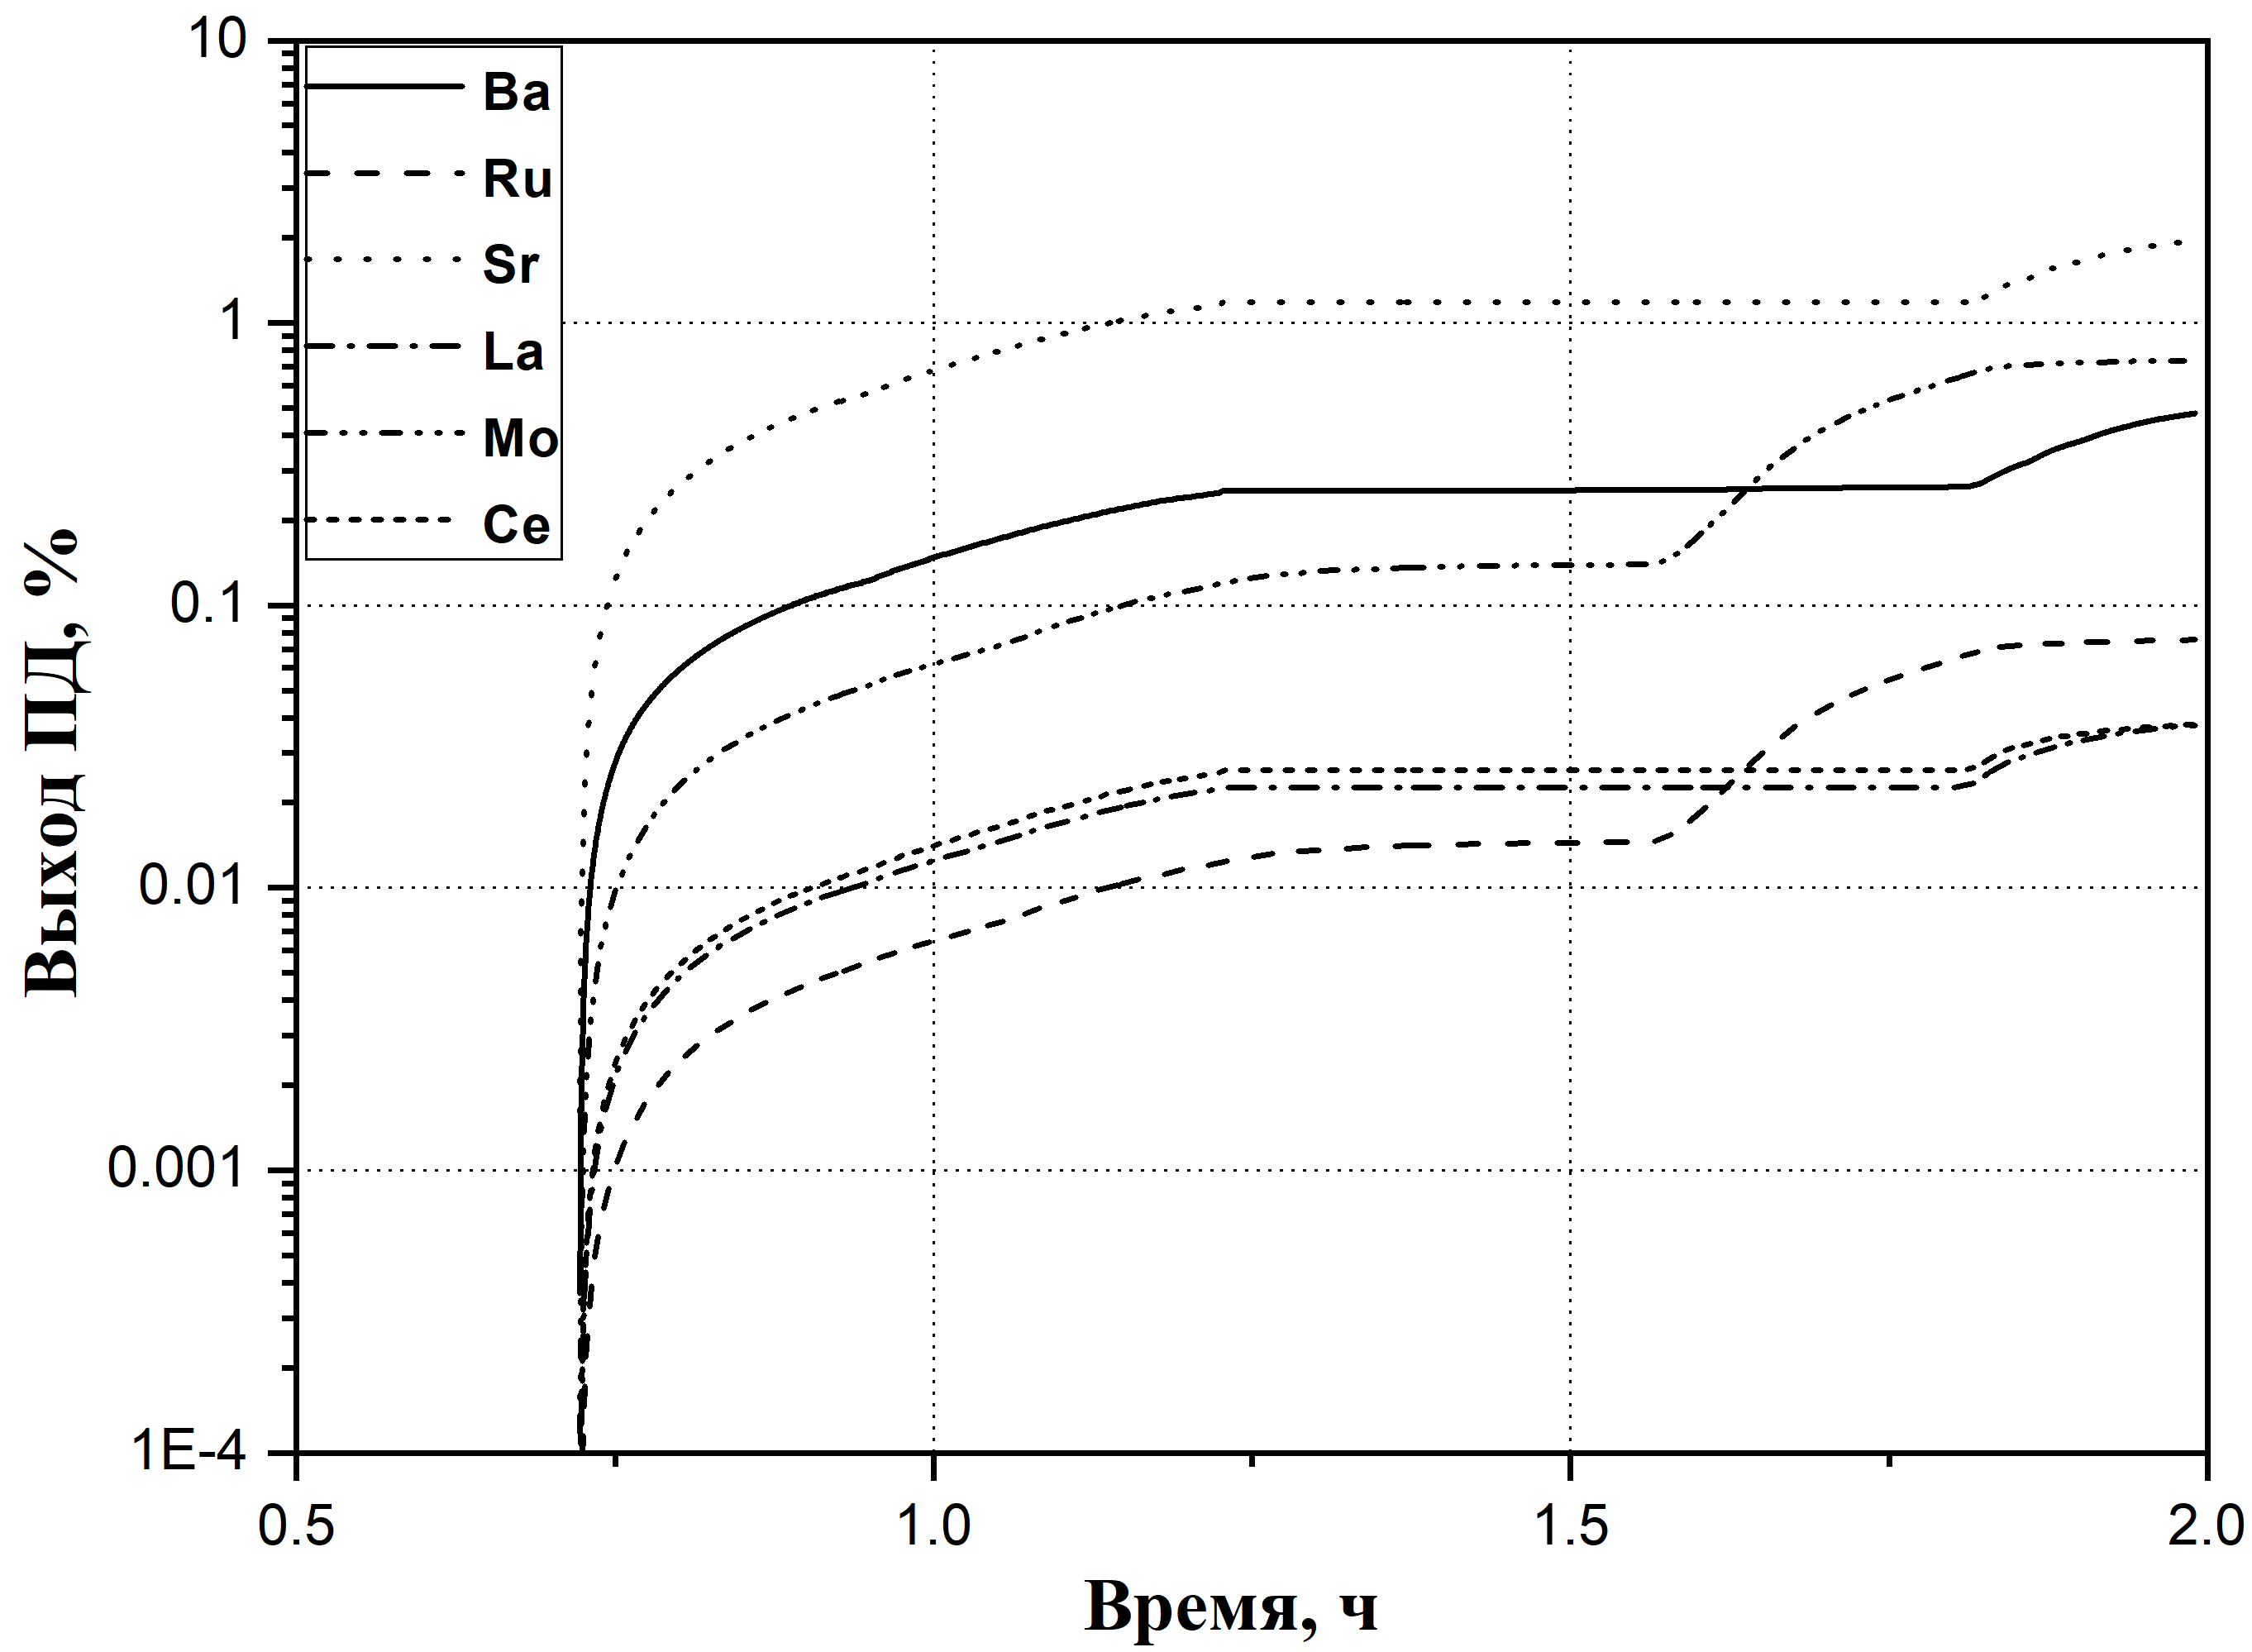 10
1
0.1
0.01
0.001
1E-4
Выход ПД, %
Ba
Ru
Sr
La
Mo
Ce
0.5
1.0
1.5
2.0
Время, ч